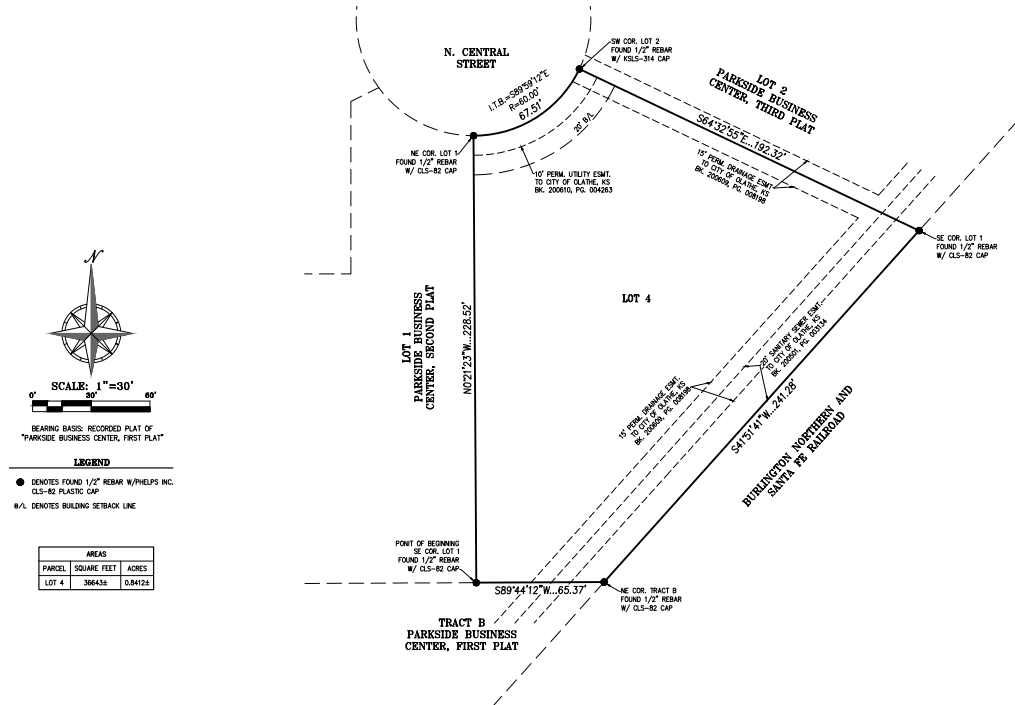 N. CENTRAL
STREET
SW COR. LOT 2
FOUND 1/2" REBAR
W/ KSLS-314 CAP
LOT 2
PARKSIDE BUSINESS
CENTER, THIRD PLAT
I.T.B.=S89°59'12"E
R=60.00'
67.51'
20' B/L
S64°32'55"E...192.32'
NE COR. LOT 1
FOUND 1/2" REBAR
W/ CLS-82 CAP
10' PERM. UTILITY ESMT.
TO CITY OF OLATHE, KS
BK. 200610, PG. 004263
15' PERM. DRAINAGE ESMT
TO CITY OF OLATHE, KS
BK. 200609, PG. 008198
SE COR. LOT 1
FOUND 1/2" REBAR
W/ CLS-82 CAP
N
LOT 4
LOT 1
PARKSIDE BUSINESS
CENTER, SECOND PLAT
N0°21'23"W...228.52'
20' SANITARY SEWER ESMT.
TO CITY OF OLATHE, KS
BK. 200501, PG. 003134
15' PERM. DRAINAGE ESMT.
TO CITY OF OLATHE, KS
BK. 200609, PG. 008198
S41°51'41"W...241.28'
BURLINGTON NORTHERN AND
SANTA FE RAILROAD
SCALE: 1"=30'
0' 30' 60'
BEARING BASIS: RECORDED PLAT OF
"PARKSIDE BUSINESS CENTER, FIRST PLAT"
LEGEND
DENOTES FOUND 1/2" REBAR W/PHELPS INC.
CLS-82 PLASTIC CAP
B/L DENOTES BUILDING SETBACK LINE
AREAS
PARCEL SQUARE FEET ACRES
LOT 4 36643± 0.8412±
PONIT OF BEGINNING
SE COR. LOT 1
FOUND 1/2" REBAR
W/ CLS-82 CAP
S89°44'12"W...65.37'
NE COR. TRACT B
FOUND 1/2" REBAR
W/ CLS-82 CAP
TRACT B
PARKSIDE BUSINESS
CENTER, FIRST PLAT